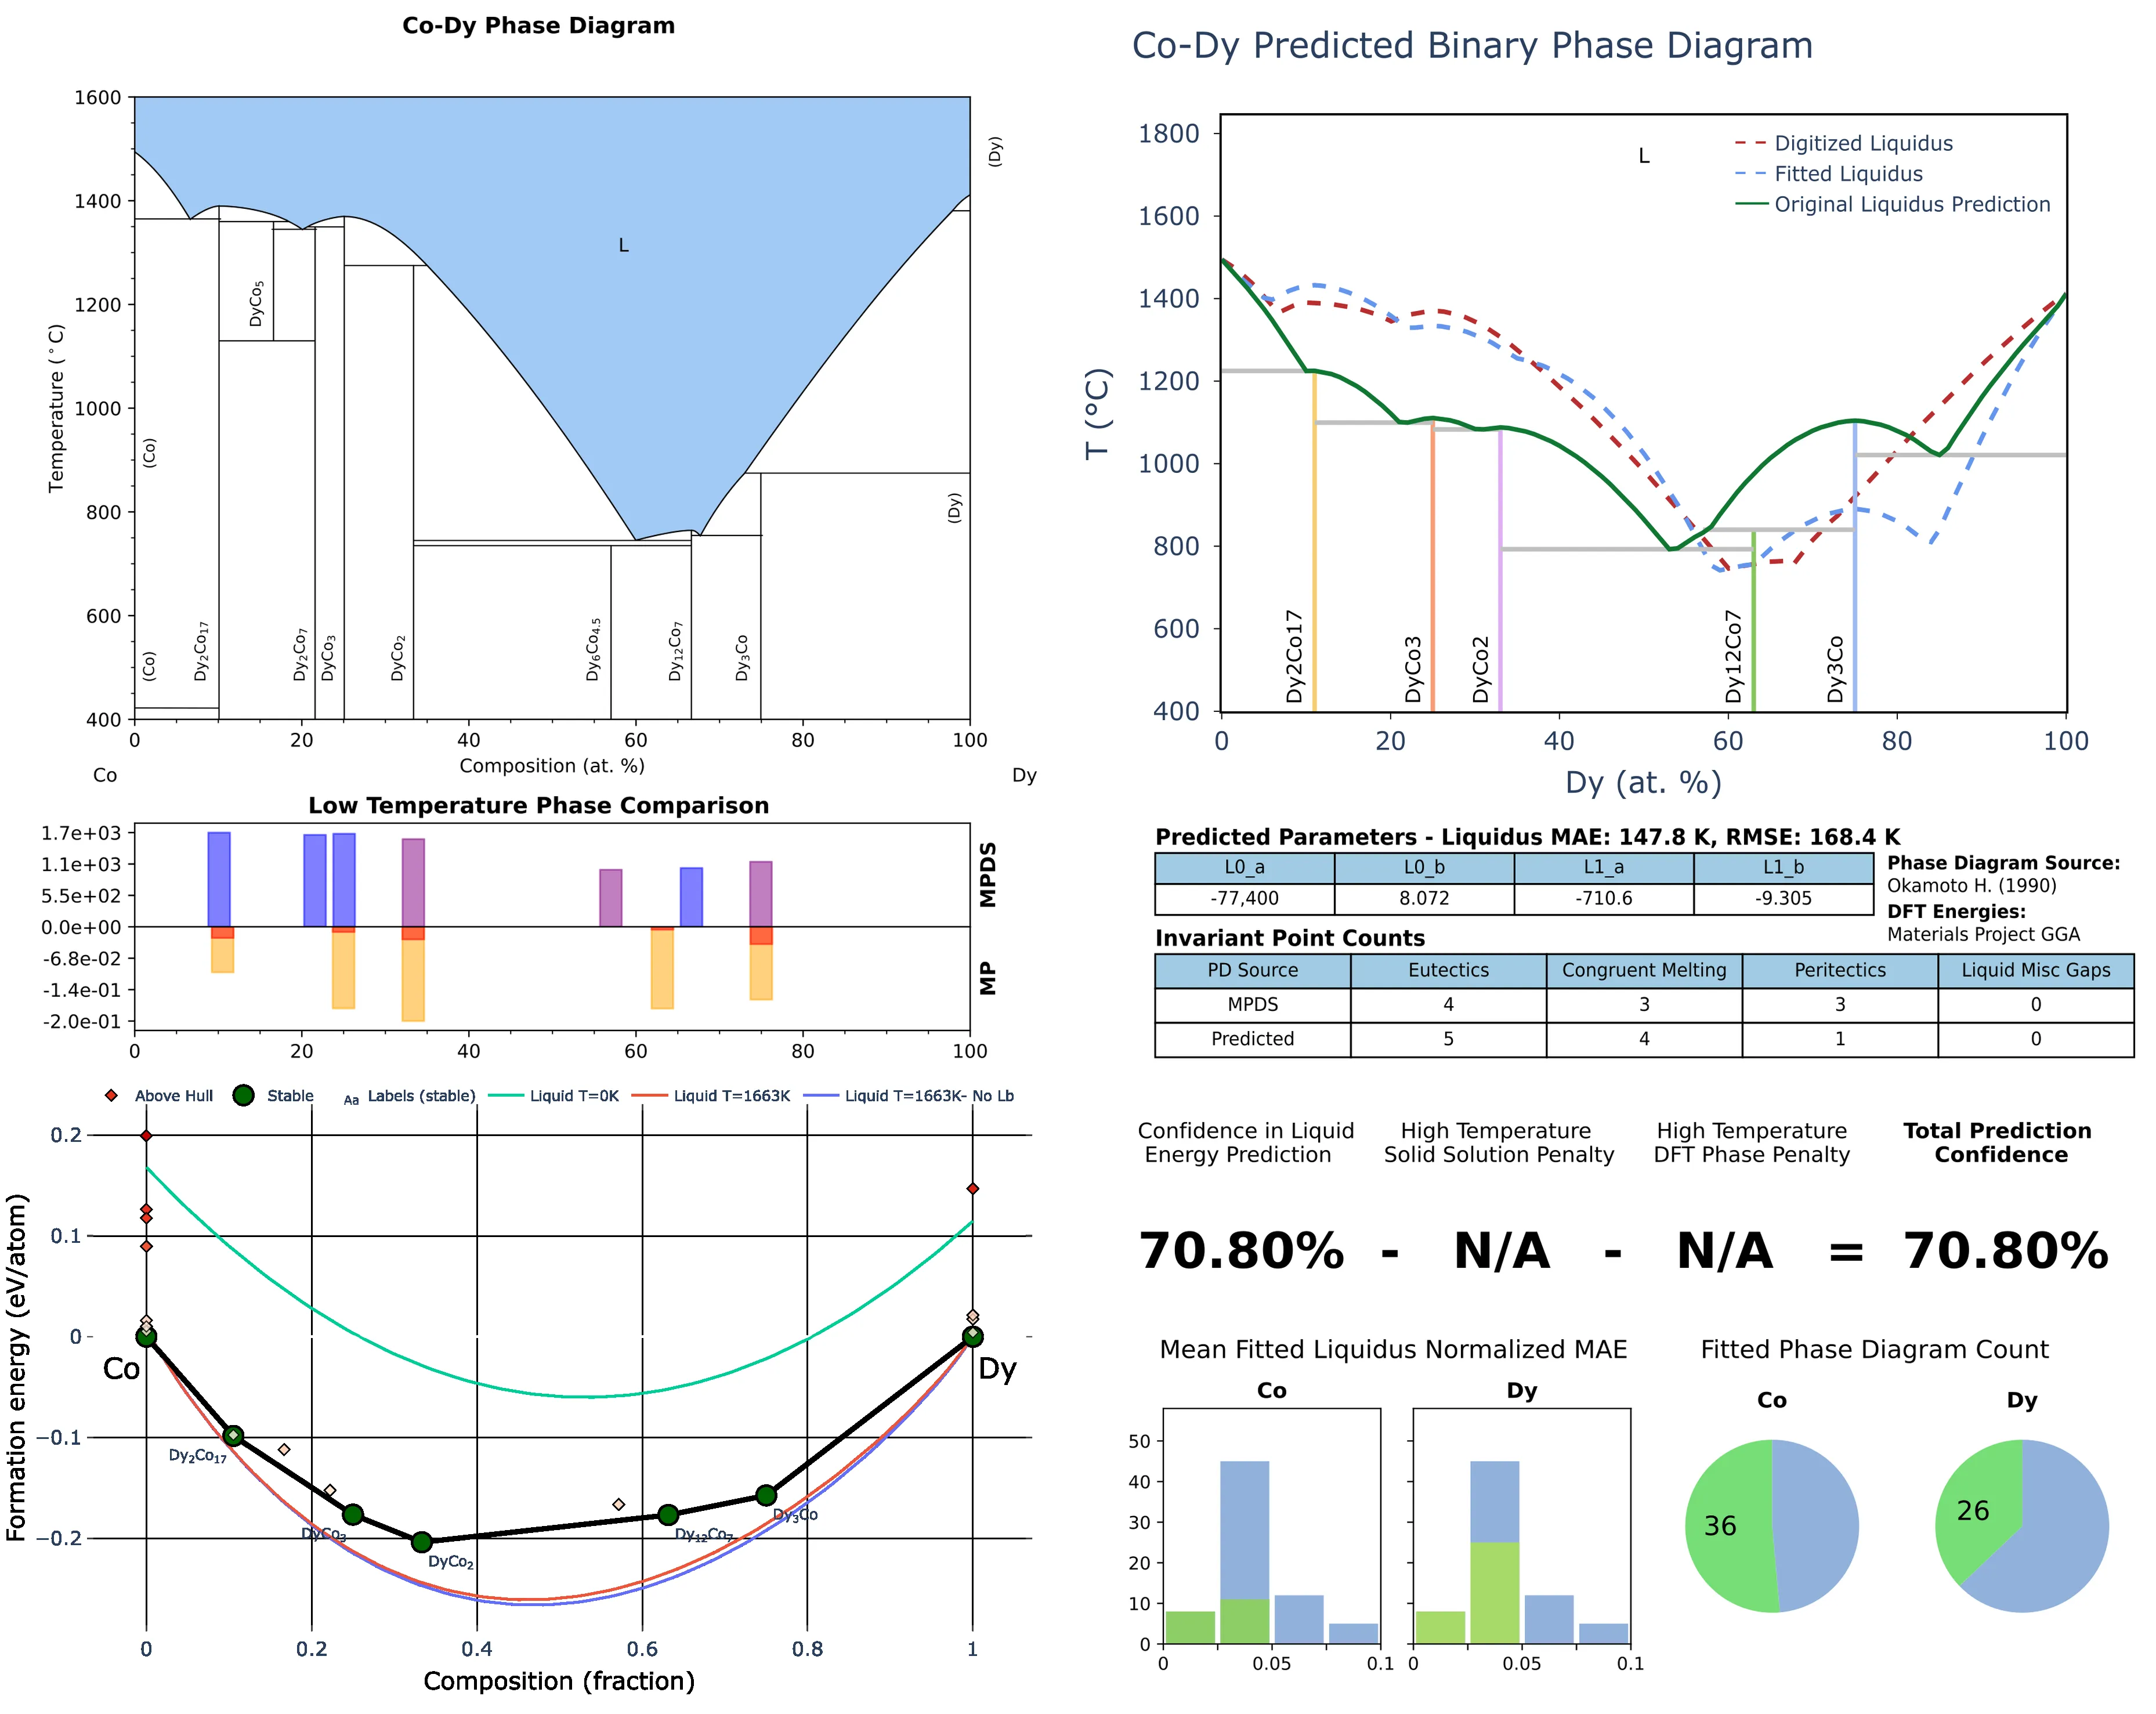 Co-Dy Phase Diagram
1600
1400
1200
1000
800
600
400
Temperature (°C)
0
20
40
60
80
100
Composition (at. %)
Co
Dy
L
(Co)
(Co)
Dy2Co17
DyCo5
Dy2Co7
DyCo3
DyCo2
Dy6Co4.5
Dy12Co7
Dy3Co
(Dy)
(Dy)
Co-Dy Predicted Binary Phase Diagram
1800
1600
1400
1200
1000
800
600
400
T (°C)
L
Digitized Liquidus
Fitted Liquidus
Original Liquidus Prediction
Dy2Co17
DyCo3
DyCo2
Dy12Co7
Dy3Co
0
20
40
60
80
100
Dy (at. %)
Low Temperature Phase Comparison
1.7e+03
1.1e+03
5.5e+02
0.0e+00
-6.8e-02
-1.4e-01
-2.0e-01
MPDS
MP
0
20
40
60
80
100
Predicted Parameters - Liquidus MAE: 147.8 K, RMSE: 168.4 K
L0_a L0_b L1_a L1_b
-77,400 8.072 -710.6 -9.305
Phase Diagram Source:
Okamoto H. (1990)
DFT Energies:
Materials Project GGA
Invariant Point Counts
PD Source Eutectics Congruent Melting Peritectics Liquid Misc Gaps
MPDS 4 3 3 0
Predicted 5 4 1 0
Above Hull
Stable
Aa Labels (stable)
Liquid T=0K
Liquid T=1663K
Liquid T=1663K- No Lb
0.2
0.1
0
−0.1
−0.2
Formation energy (eV/atom)
Co
Dy
Dy2Co17
DyCo3
DyCo2
Dy12Co7
Dy3Co
0
0.2
0.4
0.6
0.8
1
Composition (fraction)
Confidence in Liquid
Energy Prediction
High Temperature
Solid Solution Penalty
High Temperature
DFT Phase Penalty
Total Prediction
Confidence
70.80% - N/A - N/A = 70.80%
Mean Fitted Liquidus Normalized MAE
Co
Dy
50
40
30
20
10
0
0
0.05
0.1
0
0.05
0.1
Fitted Phase Diagram Count
Co
Dy
36
26